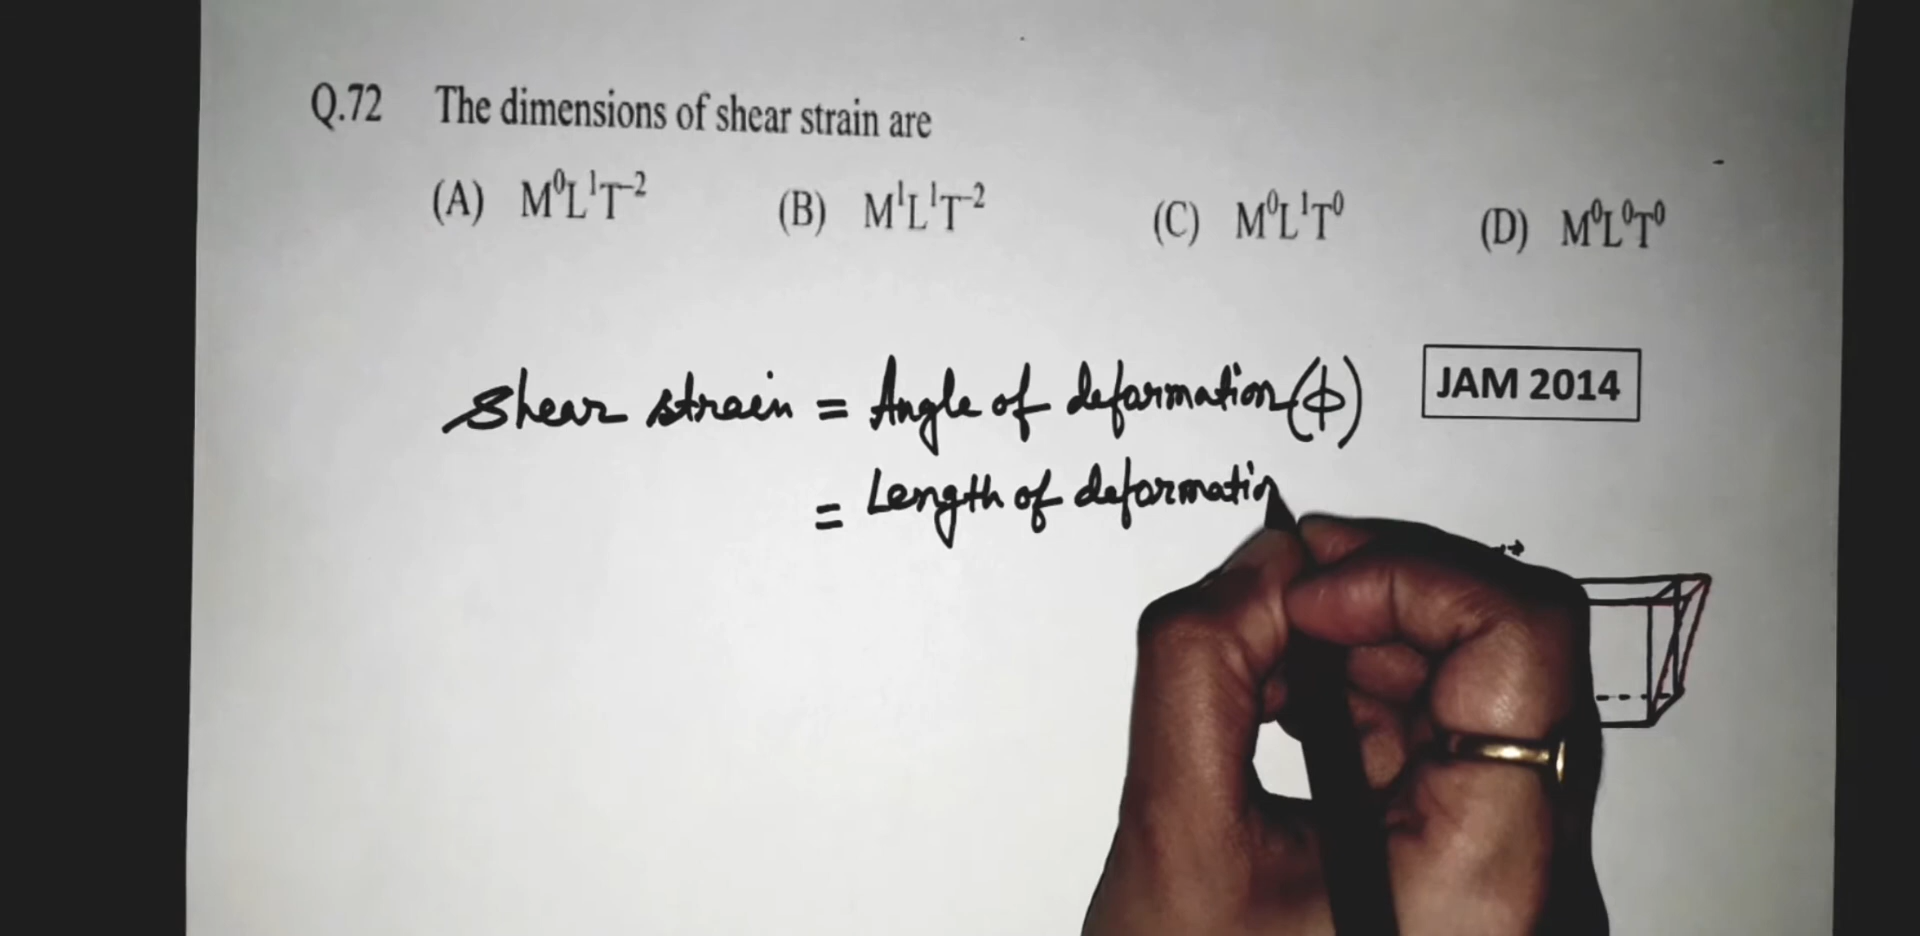 Q.72 The dimensions of shear strain are
(A) M⁰L¹T⁻² (B) M¹L¹T⁻² (C) M⁰L¹T⁰ (D) M⁰L⁰T⁰
Shear strain = Angle of deformation (ϕ)
JAM 2014
= Length of deformation